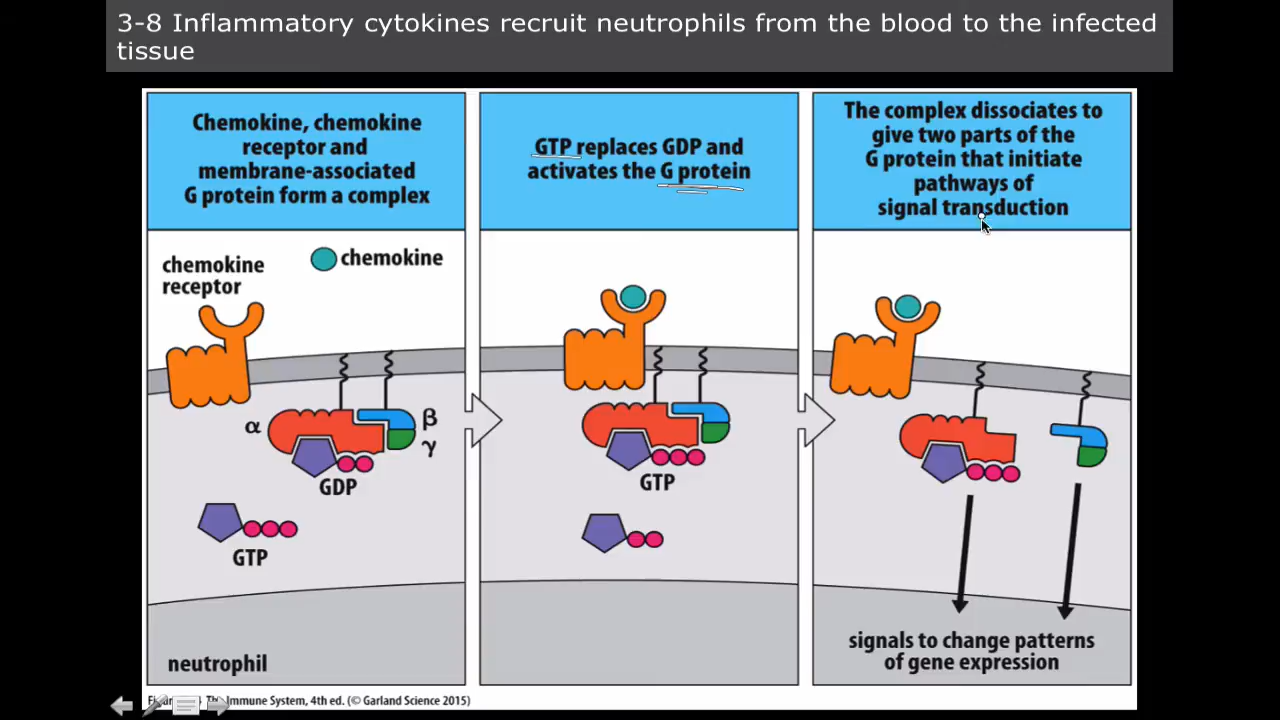 3-8 Inflammatory cytokines recruit neutrophils from the blood to the infected
tissue
Chemokine, chemokine
receptor and
membrane-associated
G protein form a complex
GTP replaces GDP and
activates the G protein
The complex dissociates to
give two parts of the
G protein that initiate
pathways of
signal transduction
chemokine
receptor
chemokine
α
β
γ
GDP
GTP
neutrophil
GTP
signals to change patterns
of gene expression
Immune System, 4th ed. (© Garland Science 2015)